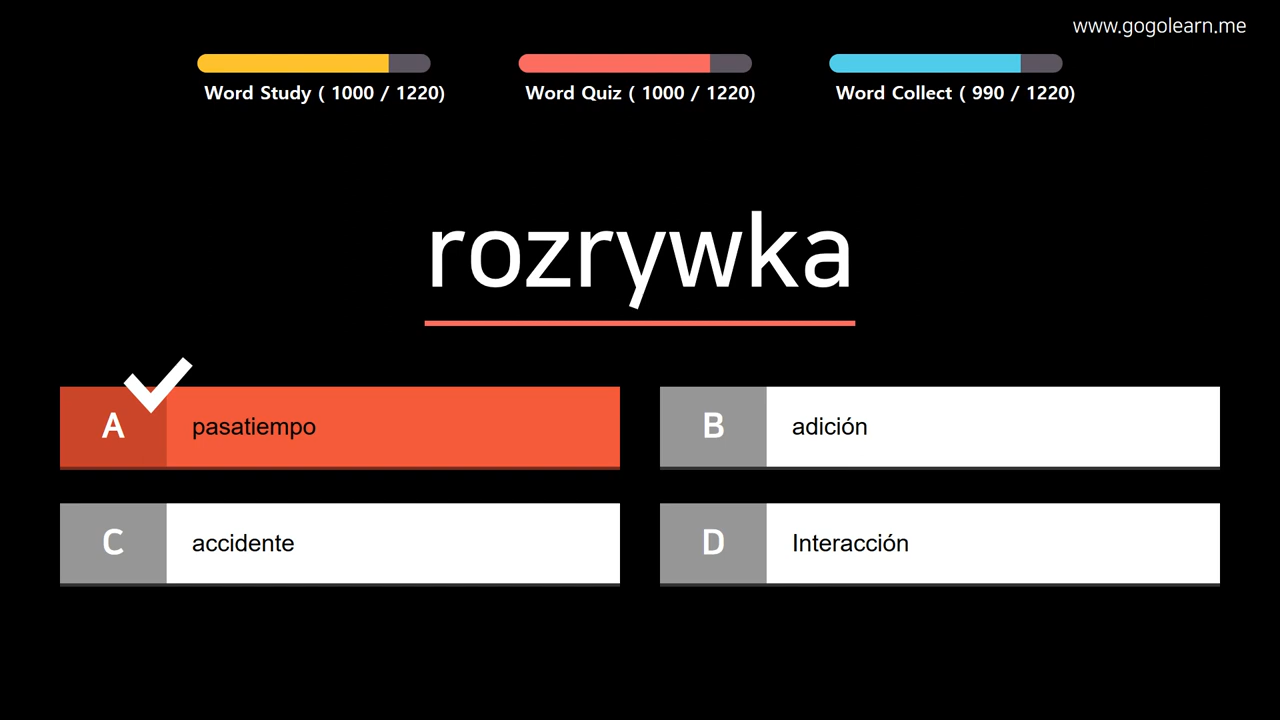 www.gogolearn.me
Word Study ( 1000 / 1220)
Word Quiz ( 1000 / 1220)
Word Collect ( 990 / 1220)
rozrywka
A pasatiempo
B adición
C accidente
D Interacción